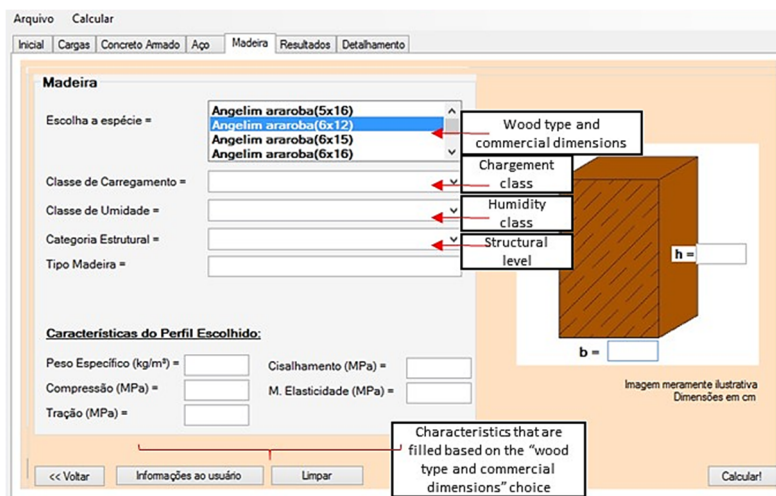 Arquivo Calcular
Inicial Cargas Concreto Armado Aço Madeira Resultados Detalhamento
Madeira
Escolha a espécie =
Angelim araroba(5x16)
Angelim araroba(6x12)
Angelim araroba(6x15)
Angelim araroba(6x16)
Wood type and
commercial dimensions
Classe de Carregamento =
Chargement
class
Classe de Umidade =
Humidity
class
Categoria Estrutural =
Structural
level
Tipo Madeira =
h =
b =
Imagem meramente ilustrativa
Dimensões em cm
Características do Perfil Escolhido:
Peso Específico (kg/m³) =
Cisalhamento (MPa) =
Compressão (MPa) =
M. Elasticidade (MPa) =
Tração (MPa) =
Characteristics that are
filled based on the “wood
type and commercial
dimensions” choice
<< Voltar
Informações ao usuário
Limpar
Calcular!